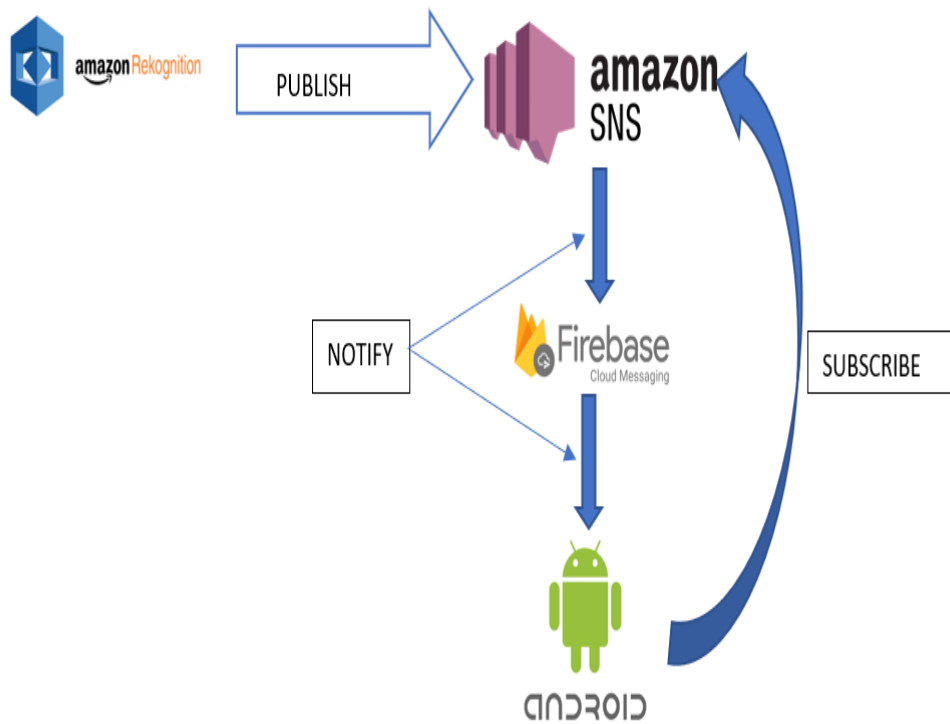 amazon Rekognition
PUBLISH
amazon
SNS
NOTIFY
Firebase
Cloud Messaging
SUBSCRIBE
ANDROID